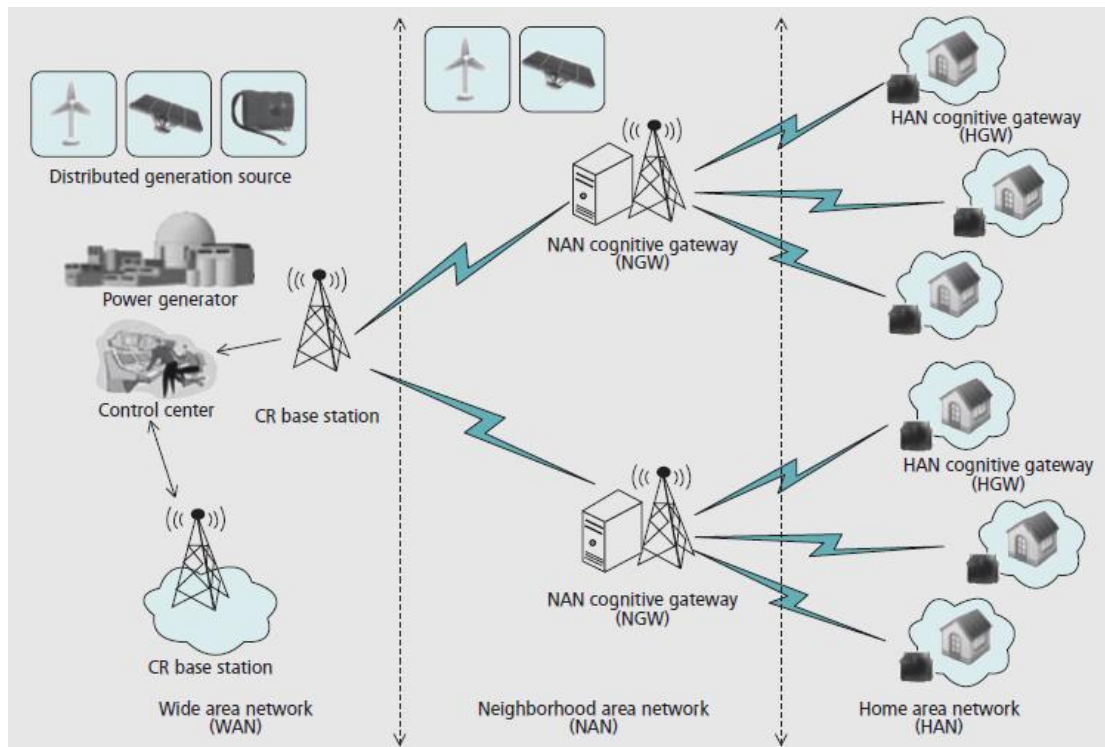 Distributed generation source
Power generator
Control center
CR base station
CR base station
Wide area network
(WAN)
NAN cognitive gateway
(NGW)
NAN cognitive gateway
(NGW)
Neighborhood area network
(NAN)
HAN cognitive gateway
(HGW)
HAN cognitive gateway
(HGW)
Home area network
(HAN)